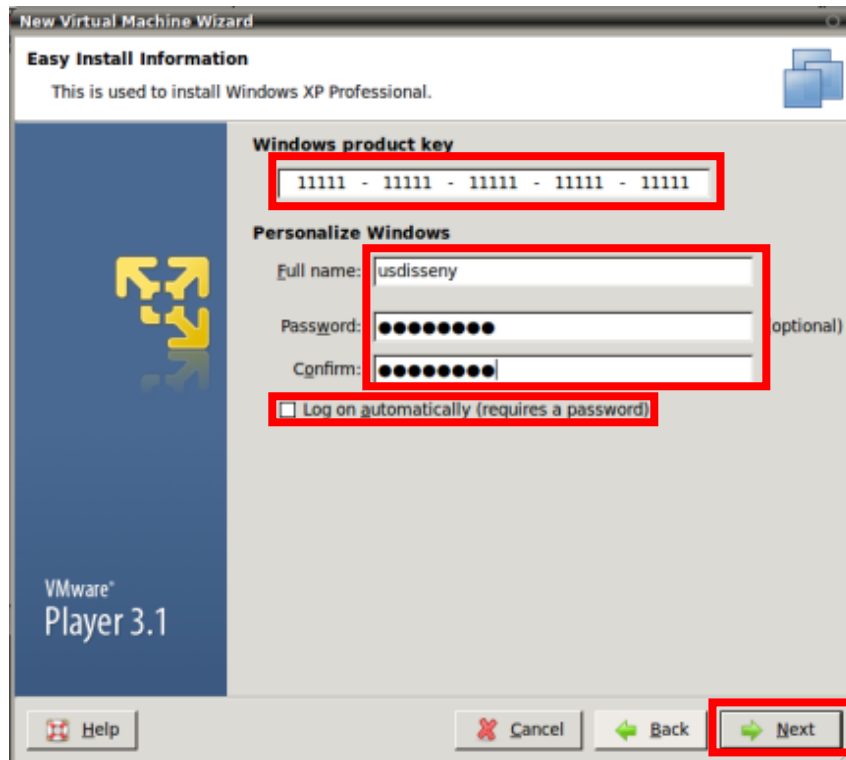 New Virtual Machine Wizard
Easy Install Information
This is used to install Windows XP Professional.
Windows product key
11111 - 11111 - 11111 - 11111 - 11111
Personalize Windows
Full name: usdisseny
Password: ●●●●●●●● optional)
Confirm: ●●●●●●●●
Log on automatically (requires a password)
VMware®
Player 3.1
Help Cancel Back Next